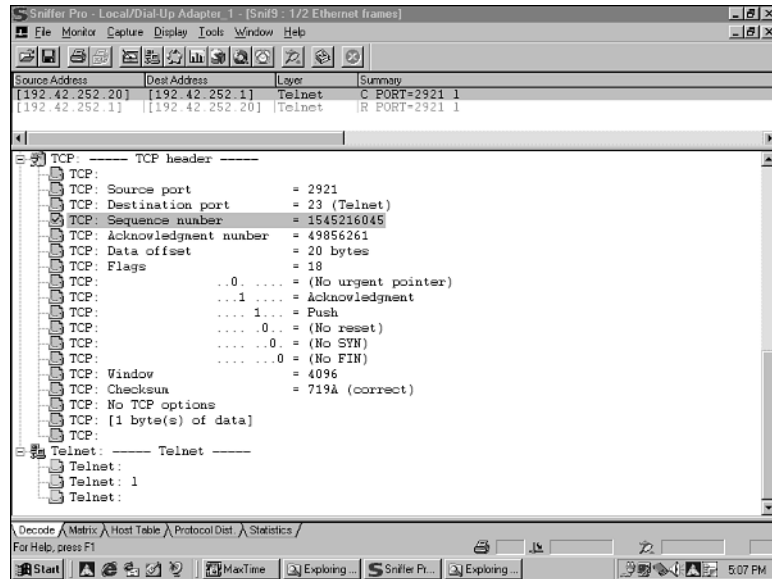 Sniffer Pro - Local/Dial-Up Adapter_1 - [Snif9 : 1/2 Ethernet frames]
File Monitor Capture Display Tools Window Help
Source Address Dest Address Layer Summary
[192.42.252.20] [192.42.252.1] Telnet C PORT=2921 l
[192.42.252.1] [192.42.252.20] Telnet R PORT=2921 l
TCP: ----- TCP header -----
TCP:
TCP: Source port = 2921
TCP: Destination port = 23 (Telnet)
TCP: Sequence number = 1545216045
TCP: Acknowledgment number = 49856261
TCP: Data offset = 20 bytes
TCP: Flags = 18
TCP: ..0. .... = (No urgent pointer)
TCP: ...1 .... = Acknowledgment
TCP: .... 1... = Push
TCP: .... .0.. = (No reset)
TCP: .... ..0. = (No SYN)
TCP: .... ...0 = (No FIN)
TCP: Window = 4096
TCP: Checksum = 719A (correct)
TCP: No TCP options
TCP: [1 byte(s) of data]
TCP:
Telnet: ----- Telnet -----
Telnet:
Telnet: l
Telnet:
Decode Matrix Host Table Protocol Dist. Statistics
For Help, press F1
Start MaxTime Exploring ... Sniffer Pr... Exploring ... 5:07 PM